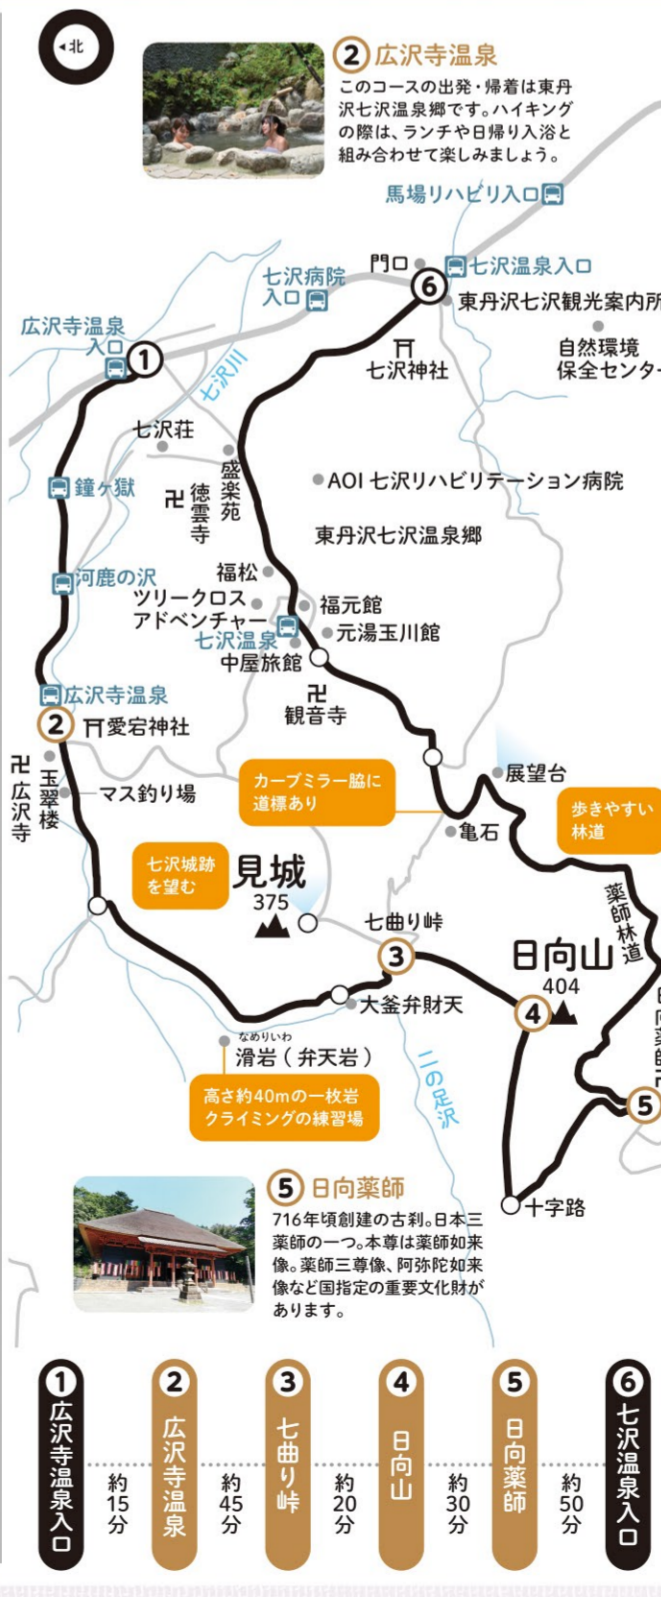 北
2 広沢寺温泉
このコースの出発・帰着は東丹
沢七沢温泉郷です。ハイキング
の際は、ランチや日帰り入浴と
組み合わせて楽しみましょう。
馬場リハビリ入口
門口
七沢温泉入口
6
七沢病院
入口
東丹沢七沢観光案内所
広沢寺温泉
入口
1
七沢神社
自然環境
保全センター
七沢川
七沢荘
盛楽苑
徳雲寺
AOI 七沢リハビリテーション病院
鐘ヶ獄
東丹沢七沢温泉郷
福松
河鹿の沢
ツリークロス
アドベンチャー
福元館
七沢温泉
元湯玉川館
中屋旅館
広沢寺温泉
観音寺
2
愛宕神社
広沢寺
玉翠楼
マス釣り場
カーブミラー脇に
道標あり
展望台
亀石
歩きやすい
林道
七沢城跡
を望む
見城
375
薬師林道
七曲り峠
3
日向山
404
4
日向薬師
大釜弁財天
なめりいわ
滑岩(弁天岩)
二の足沢
高さ約40mの一枚岩
クライミングの練習場
5
十字路
5 日向薬師
716年頃創建の古刹。日本三
薬師の一つ。本尊は薬師如来
像。薬師三尊像、阿弥陀如来
像など国指定の重要文化財が
あります。
1 広沢寺温泉入口
約15分
2 広沢寺温泉
約45分
3 七曲り峠
約20分
4 日向山
約30分
5 日向薬師
約50分
6 七沢温泉入口